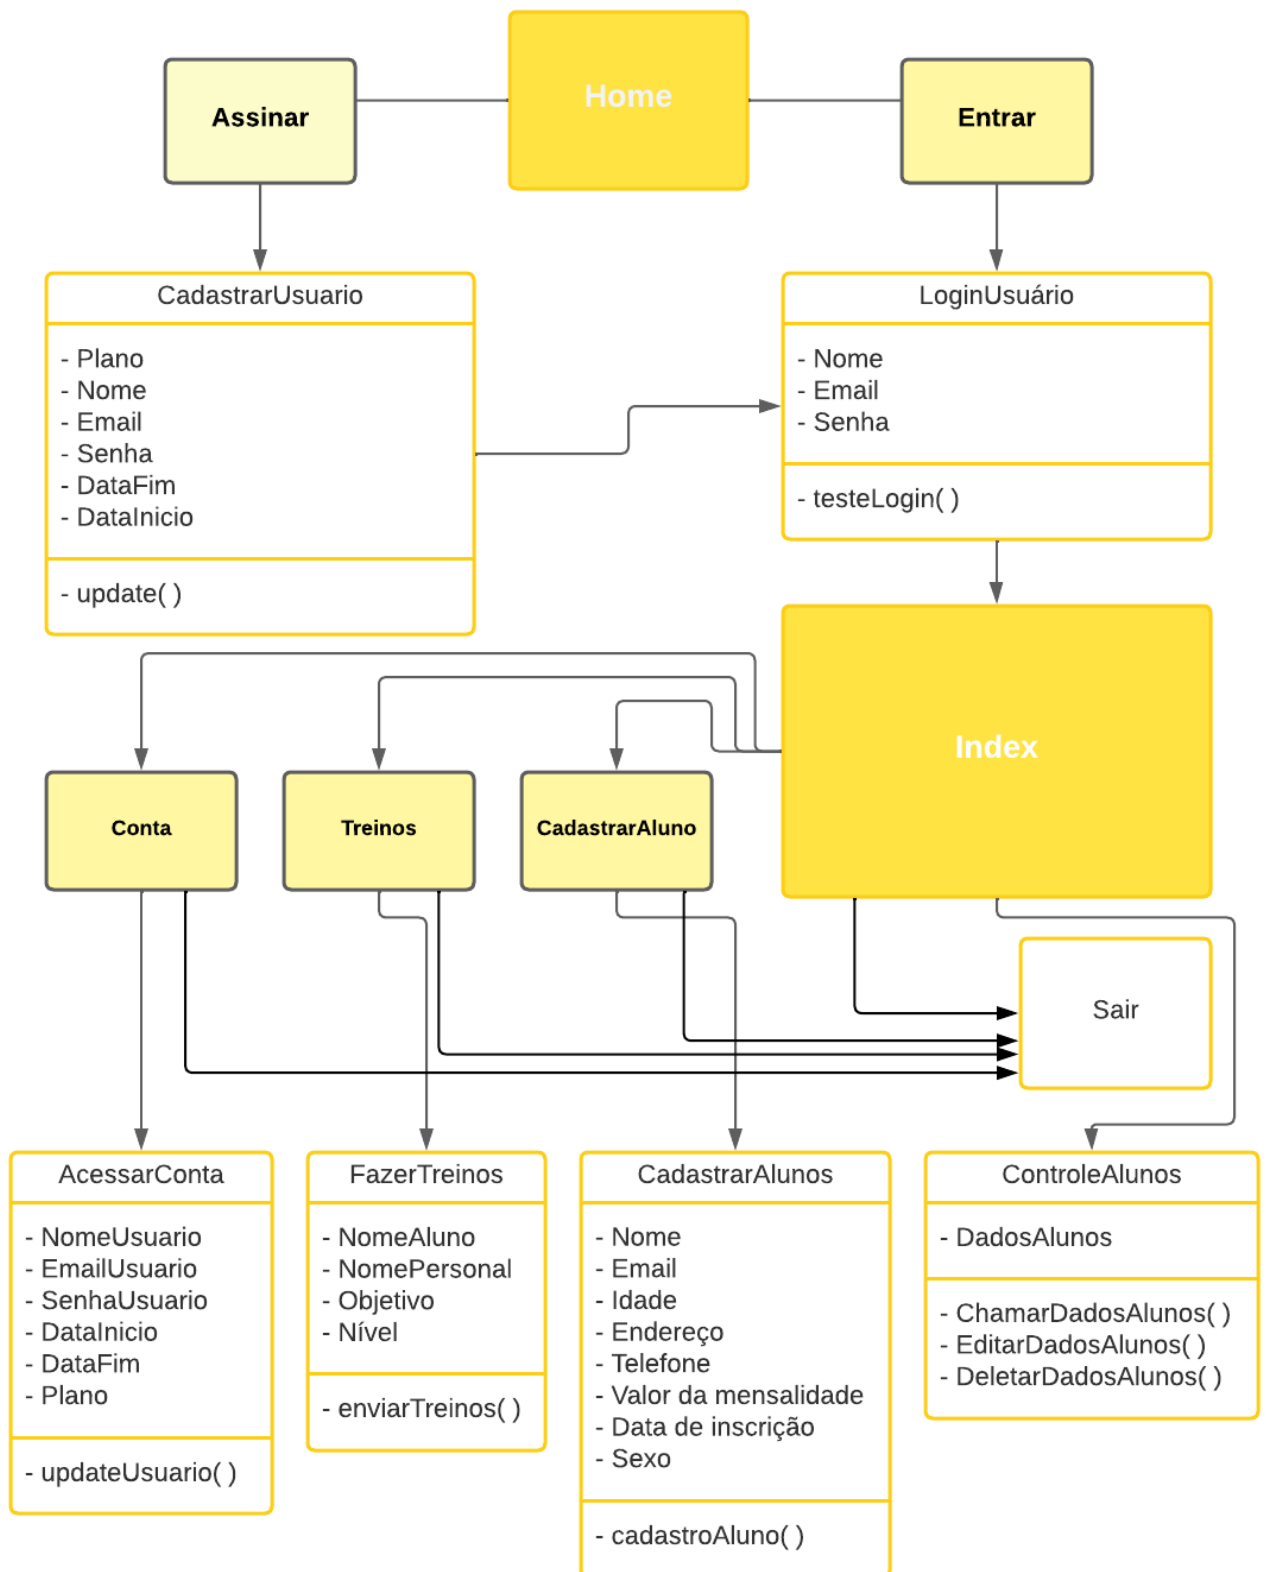 Home
Assinar
Entrar
CadastrarUsuario
- Plano
- Nome
- Email
- Senha
- DataFim
- DataInicio
- update( )
LoginUsuário
- Nome
- Email
- Senha
- testeLogin( )
Index
Conta
Treinos
CadastrarAluno
Sair
AcessarConta
- NomeUsuario
- EmailUsuario
- SenhaUsuario
- DataInicio
- DataFim
- Plano
- updateUsuario( )
FazerTreinos
- NomeAluno
- NomePersonal
- Objetivo
- Nível
- enviarTreinos( )
CadastrarAlunos
- Nome
- Email
- Idade
- Endereço
- Telefone
- Valor da mensalidade
- Data de inscrição
- Sexo
- cadastroAluno( )
ControleAlunos
- DadosAlunos
- ChamarDadosAlunos( )
- EditarDadosAlunos( )
- DeletarDadosAlunos( )